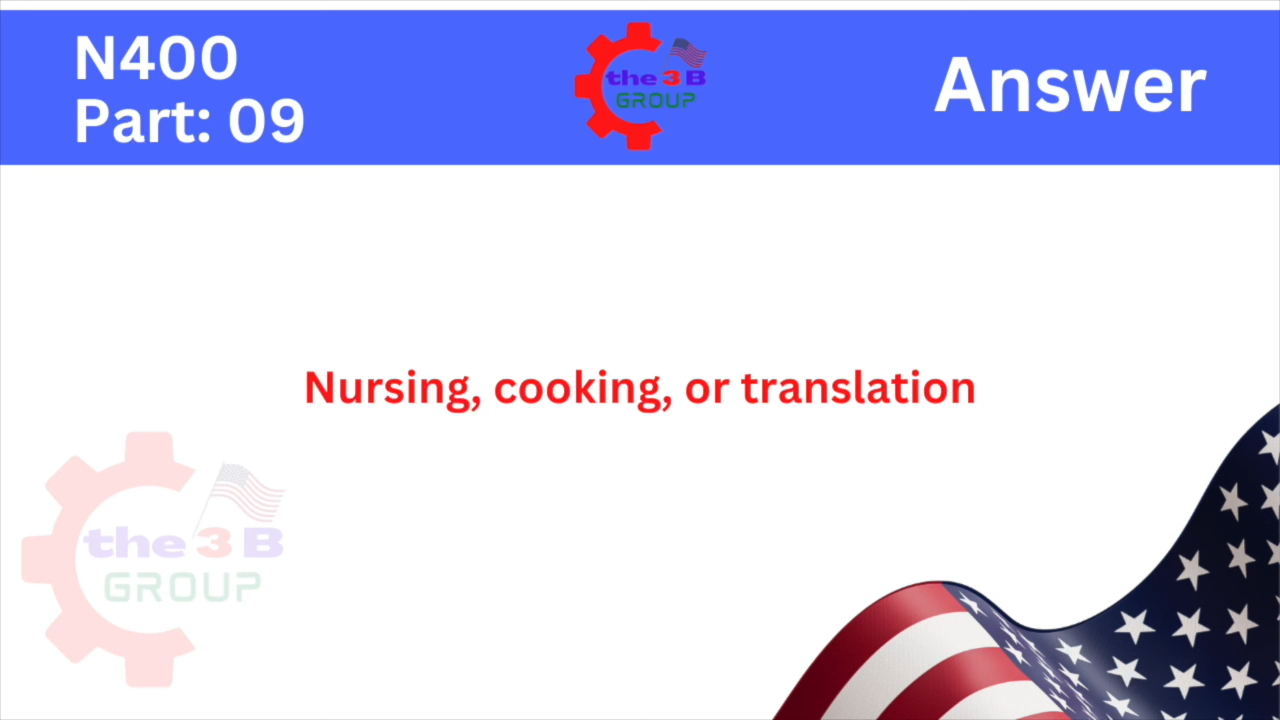 N400
Part: 09
the 3 B
GROUP
Answer
Nursing, cooking, or translation
the 3 B
GROUP